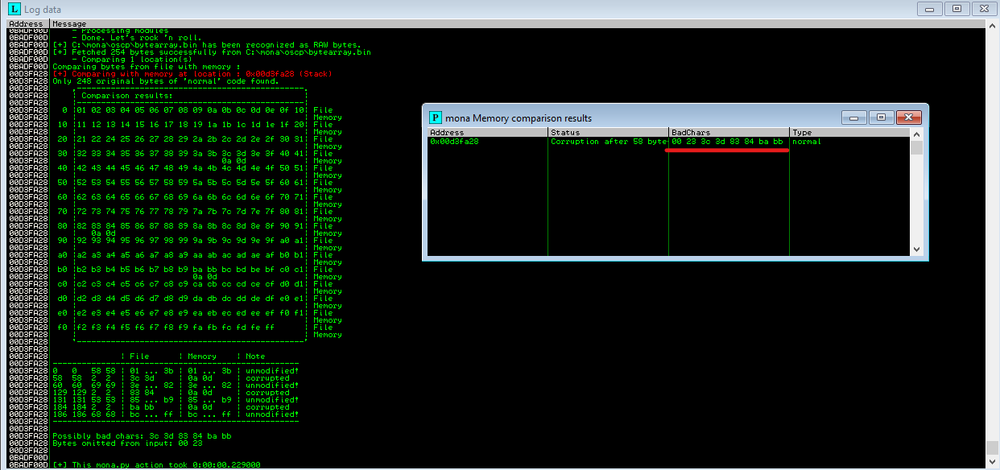 L Log data
Address Message
0BADF00D - Processing modules
0BADF00D - Done. Let's rock 'n roll.
0BADF00D [+] C:\mona\oscp\bytearray.bin has been recognized as RAW bytes.
0BADF00D [+] Fetched 254 bytes successfully from C:\mona\oscp\bytearray.bin
0BADF00D - Comparing 1 location(s)
0BADF00D Comparing bytes from file with memory :
00D3FA28 [+] Comparing with memory at location : 0x00d3fa28 (Stack)
00D3FA28 Only 248 original bytes of 'normal' code found.
00D3FA28 ,-----------------------------------------------,
00D3FA28 | Comparison results:
00D3FA28 |-----------------------------------------------|
00D3FA28 0 |01 02 03 04 05 06 07 08 09 0a 0b 0c 0d 0e 0f 10| File
00D3FA28 | | Memory
00D3FA28 10 |11 12 13 14 15 16 17 18 19 1a 1b 1c 1d 1e 1f 20| File
00D3FA28 | | Memory
00D3FA28 20 |21 22 24 25 26 27 28 29 2a 2b 2c 2d 2e 2f 30 31| File
00D3FA28 | | Memory
00D3FA28 30 |32 33 34 35 36 37 38 39 3a 3b 3c 3d 3e 3f 40 41| File
00D3FA28 | 0a 0d | Memory
00D3FA28 40 |42 43 44 45 46 47 48 49 4a 4b 4c 4d 4e 4f 50 51| File
00D3FA28 | | Memory
00D3FA28 50 |52 53 54 55 56 57 58 59 5a 5b 5c 5d 5e 5f 60 61| File
00D3FA28 | | Memory
00D3FA28 60 |62 63 64 65 66 67 68 69 6a 6b 6c 6d 6e 6f 70 71| File
00D3FA28 | | Memory
00D3FA28 70 |72 73 74 75 76 77 78 79 7a 7b 7c 7d 7e 7f 80 81| File
00D3FA28 | | Memory
00D3FA28 80 |82 83 84 85 86 87 88 89 8a 8b 8c 8d 8e 8f 90 91| File
00D3FA28 | 0a 0d | Memory
00D3FA28 90 |92 93 94 95 96 97 98 99 9a 9b 9c 9d 9e 9f a0 a1| File
00D3FA28 | | Memory
00D3FA28 a0 |a2 a3 a4 a5 a6 a7 a8 a9 aa ab ac ad ae af b0 b1| File
00D3FA28 | | Memory
00D3FA28 b0 |b2 b3 b4 b5 b6 b7 b8 b9 ba bb bc bd be bf c0 c1| File
00D3FA28 | 0a 0d | Memory
00D3FA28 c0 |c2 c3 c4 c5 c6 c7 c8 c9 ca cb cc cd ce cf d0 d1| File
00D3FA28 | | Memory
00D3FA28 d0 |d2 d3 d4 d5 d6 d7 d8 d9 da db dc dd de df e0 e1| File
00D3FA28 | | Memory
00D3FA28 e0 |e2 e3 e4 e5 e6 e7 e8 e9 ea eb ec ed ee ef f0 f1| File
00D3FA28 | | Memory
00D3FA28 f0 |f2 f3 f4 f5 f6 f7 f8 f9 fa fb fc fd fe ff | File
00D3FA28 | | Memory
00D3FA28 '-----------------------------------------------'
00D3FA28
00D3FA28 | File | Memory | Note
00D3FA28 ---------------------------------------------------
00D3FA28 0 0 58 58 | 01 ... 3b | 01 ... 3b | unmodified!
00D3FA28 58 58 2 2 | 3c 3d | 0a 0d | corrupted
00D3FA28 60 60 69 69 | 3e ... 82 | 3e ... 82 | unmodified!
00D3FA28 129 129 2 2 | 83 84 | 0a 0d | corrupted
00D3FA28 131 131 53 53 | 85 ... b9 | 85 ... b9 | unmodified!
00D3FA28 184 184 2 2 | ba bb | 0a 0d | corrupted
00D3FA28 186 186 68 68 | bc ... ff | bc ... ff | unmodified!
00D3FA28 ---------------------------------------------------
00D3FA28
00D3FA28 Possibly bad chars: 3c 3d 83 84 ba bb
00D3FA28 Bytes omitted from input: 00 23
00D3FA28
0BADF00D
0BADF00D [+] This mona.py action took 0:00:00.229000
P mona Memory comparison results
Address Status BadChars Type
0x00d3fa28 Corruption after 58 byte 00 23 3c 3d 83 84 ba bb normal